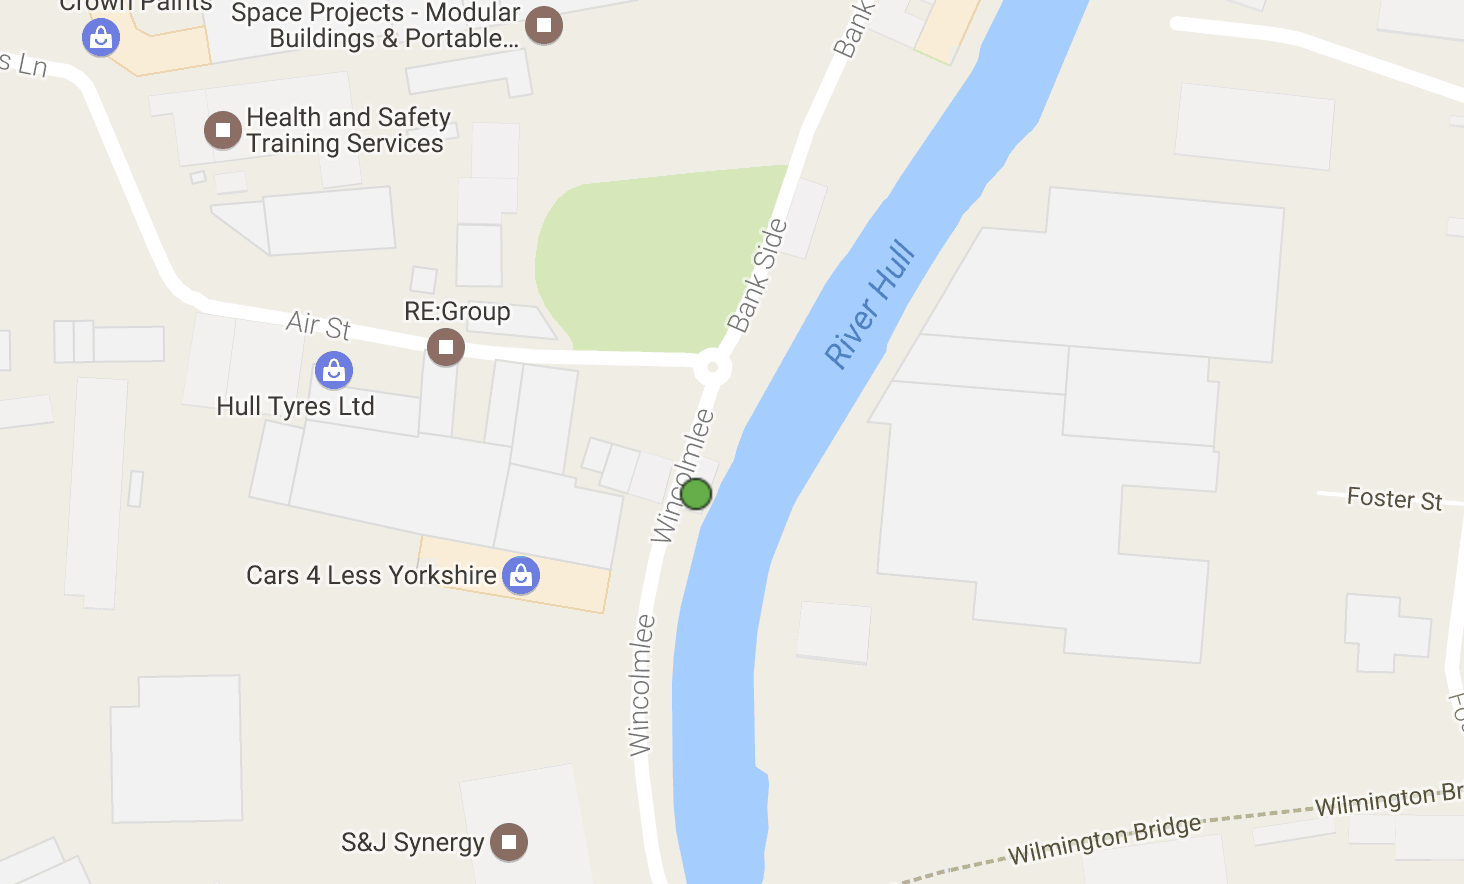 Crown Paints
Space Projects - Modular
Buildings & Portable...
Bank
s Ln
Health and Safety
Training Services
Bank Side
River Hull
RE:Group
Air St
Hull Tyres Ltd
Wincolmlee
Foster St
Cars 4 Less Yorkshire
Wincolmlee
Fos
Wilmington Br
Wilmington Bridge
S&J Synergy